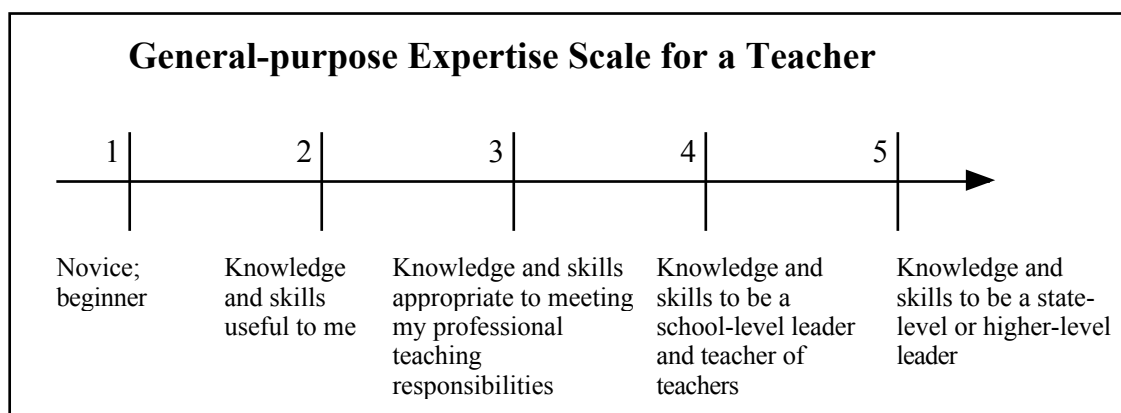 General-purpose Expertise Scale for a Teacher
1
2
3
4
5
Novice;
beginner
Knowledge
and skills
useful to me
Knowledge and skills
appropriate to meeting
my professional
teaching
responsibilities
Knowledge and
skills to be a
school-level leader
and teacher of
teachers
Knowledge and
skills to be a state-
level or higher-level
leader